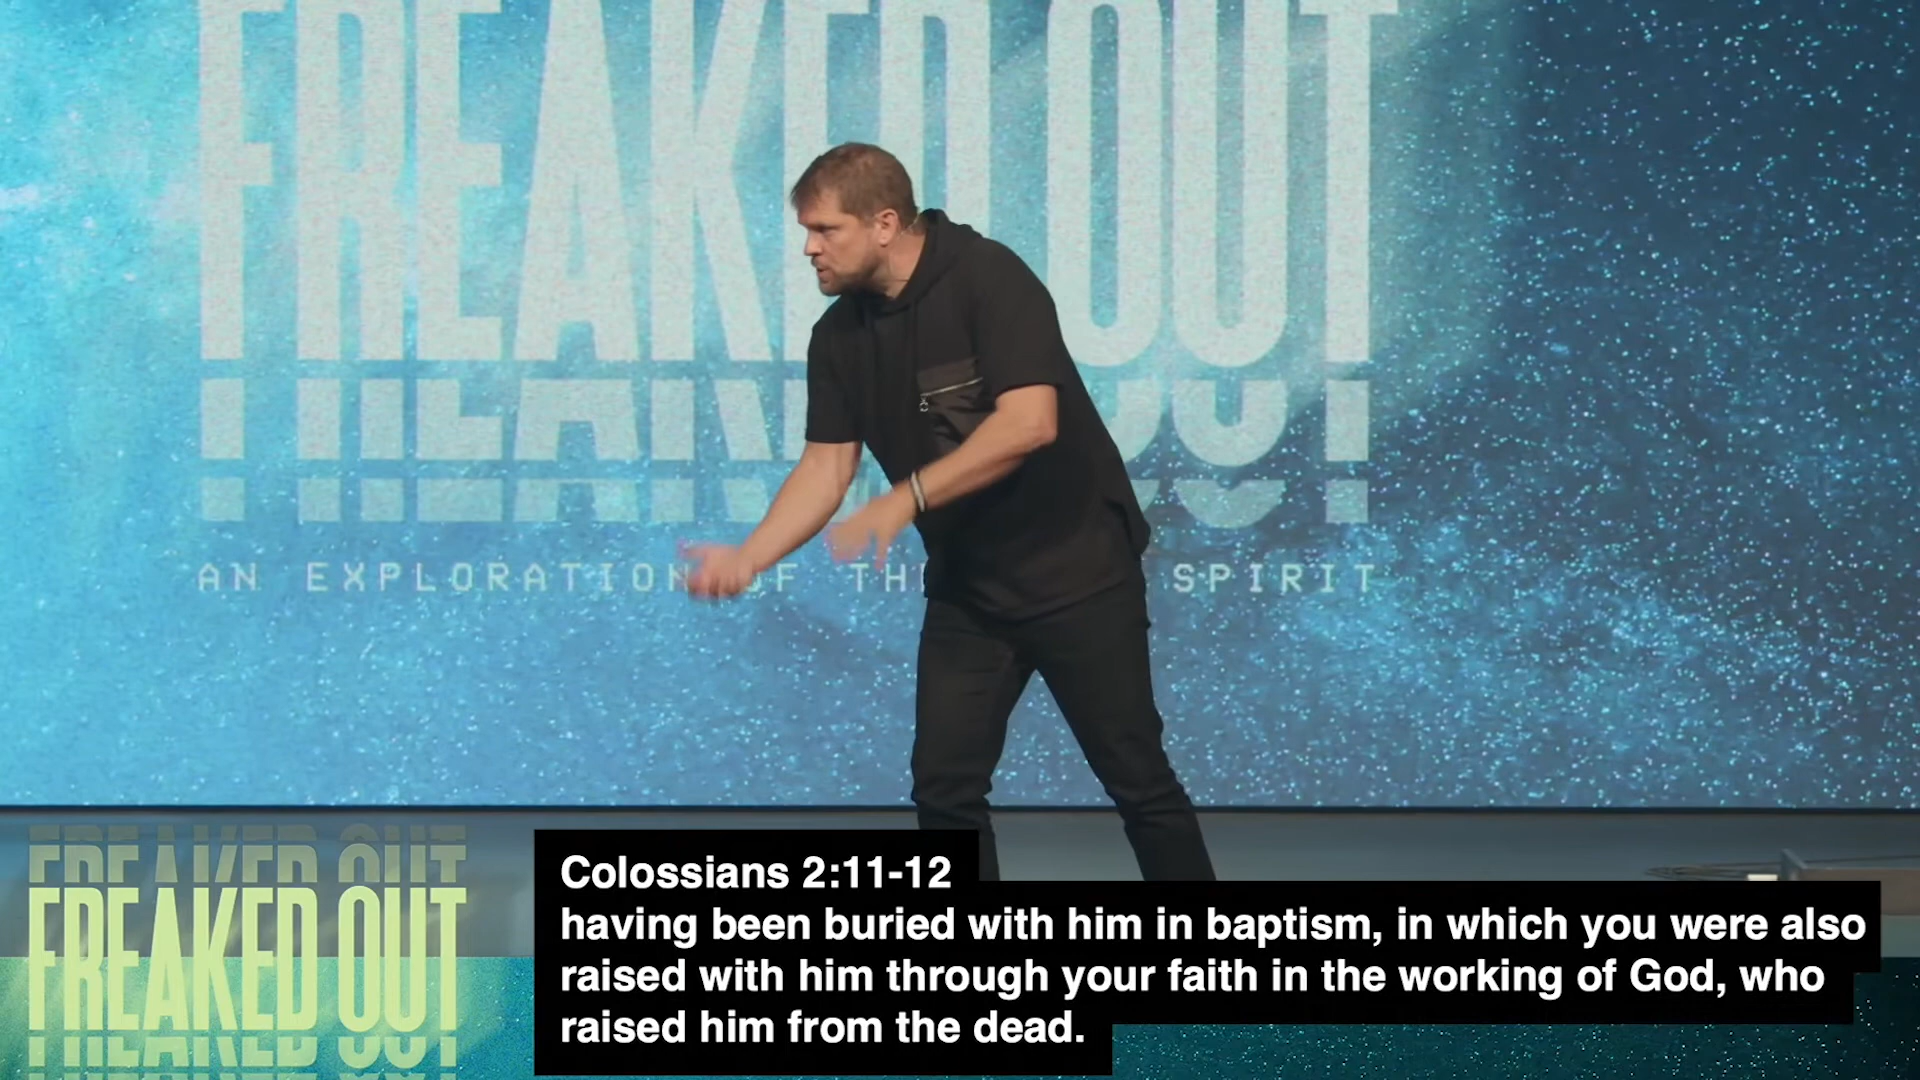 FREAKED OUT
AN EXPLORATION OF TH SPIRIT
FREAKED OUT
Colossians 2:11-12
having been buried with him in baptism, in which you were also
raised with him through your faith in the working of God, who
raised him from the dead.